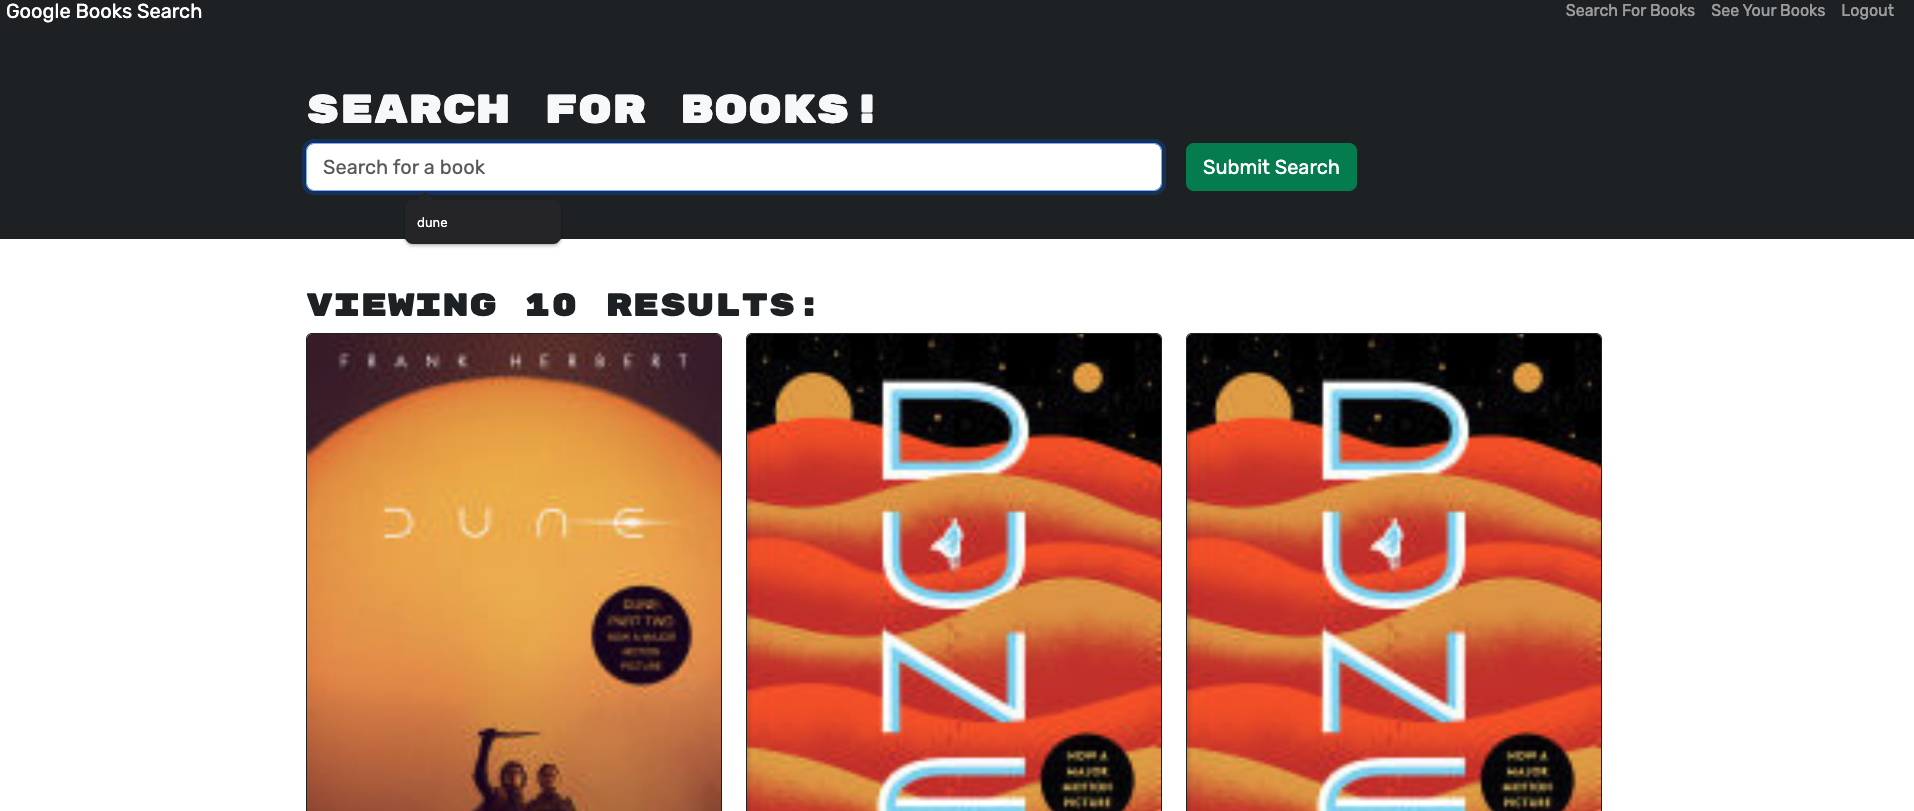 Google Books Search
Search For Books See Your Books Logout
SEARCH FOR BOOKS!
Search for a book
Submit Search
dune
VIEWING 10 RESULTS:
FRANK HERBERT
DUNE
DUNE:
PART TWO
NOW A MAJOR
MOTION
PICTURE
DUNE
NOW A
MAJOR
MOTION
PICTURE
DUNE
NOW A
MAJOR
MOTION
PICTURE